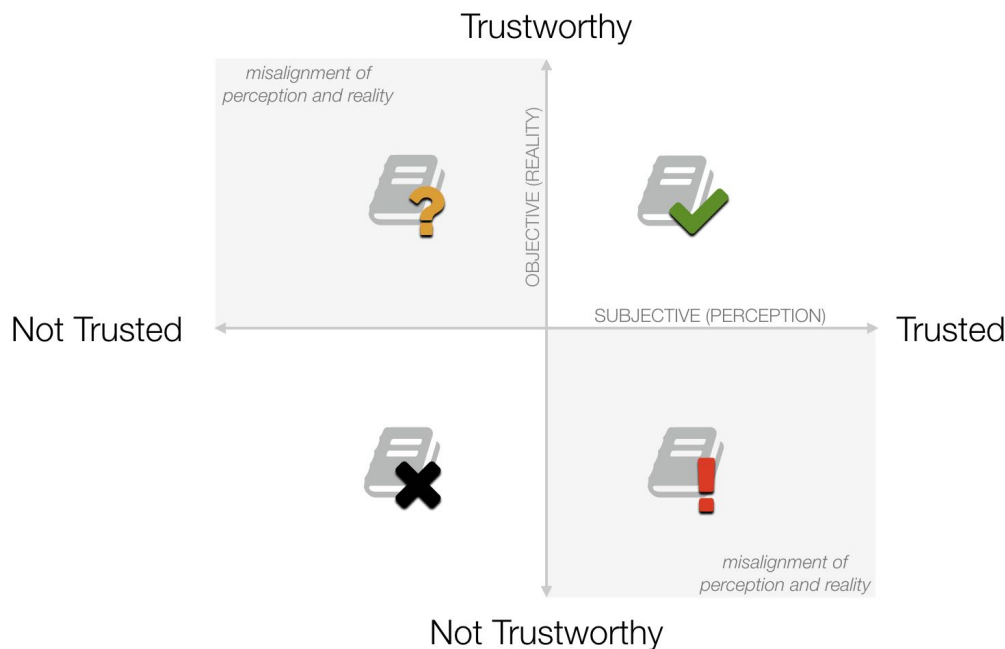 Trustworthy
misalignment of
perception and reality
OBJECTIVE (REALITY)
SUBJECTIVE (PERCEPTION)
Not Trusted
Trusted
misalignment of
perception and reality
Not Trustworthy